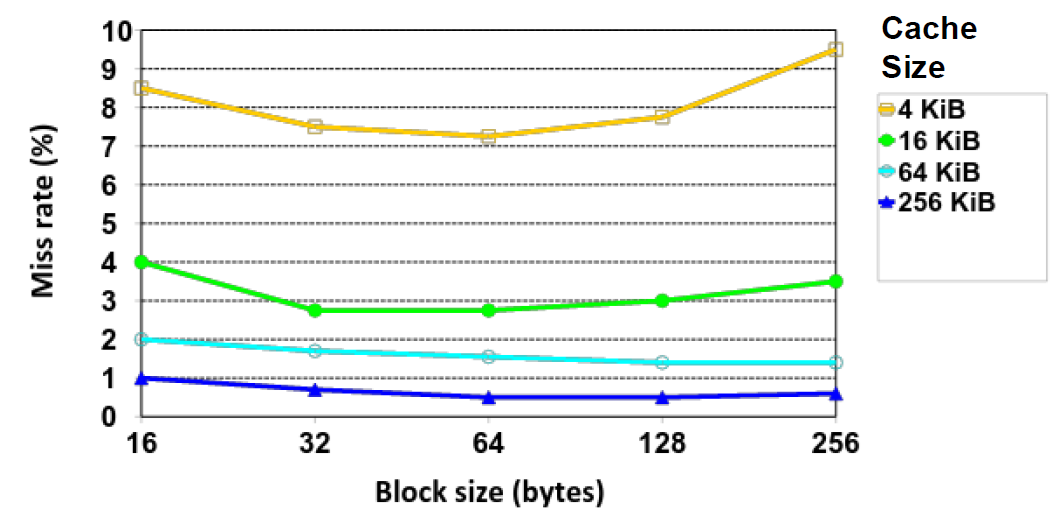 Cache
Size
4 KiB
16 KiB
64 KiB
256 KiB
10
9
8
7
6
5
4
3
2
1
0
Miss rate (%)
16 32 64 128 256
Block size (bytes)